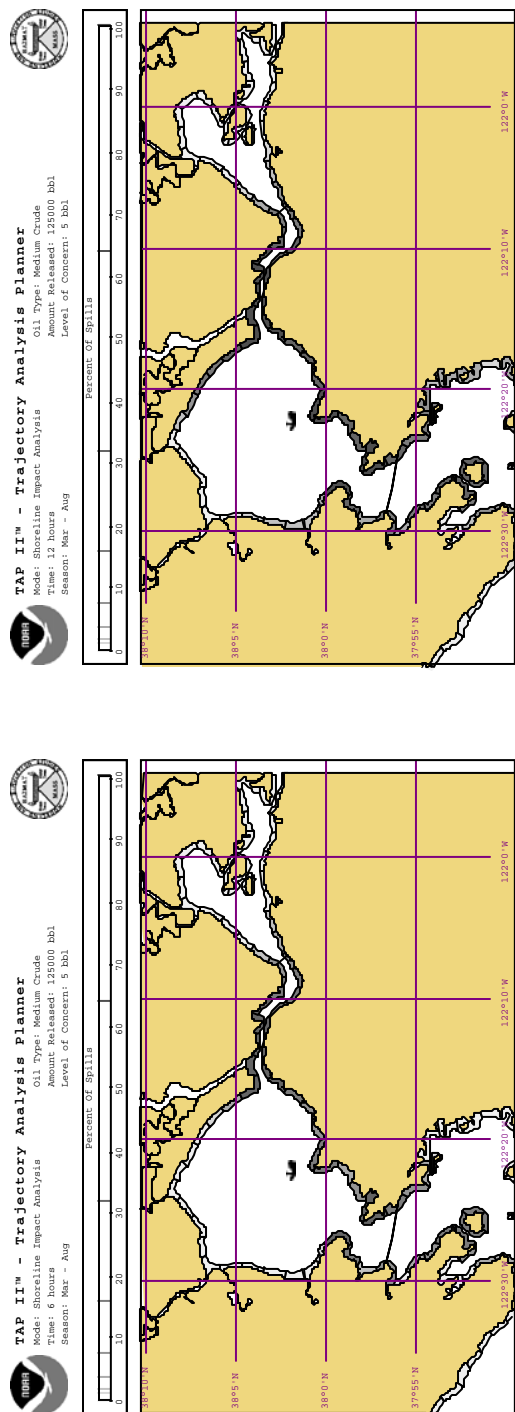 NOAA
TAP II™ - Trajectory Analysis Planner
Mode: Shoreline Impact Analysis Oil Type: Medium Crude
Time: 6 hours Amount Released: 125000 bbl
Season: Mar - Aug Level of Concern: 5 bbl
Percent Of Spills
0 10 20 30 40 50 60 70 80 90 100
38°10'N
38°5'N
38°0'N
37°55'N
122°30'W 122°20'W 122°10'W 122°0'W
NOAA
TAP II™ - Trajectory Analysis Planner
Mode: Shoreline Impact Analysis Oil Type: Medium Crude
Time: 12 hours Amount Released: 125000 bbl
Season: Mar - Aug Level of Concern: 5 bbl
Percent Of Spills
0 10 20 30 40 50 60 70 80 90 100
38°10'N
38°5'N
38°0'N
37°55'N
122°30'W 122°20'W 122°10'W 122°0'W